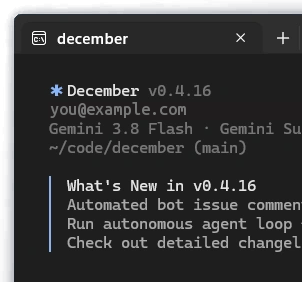 december
December v0.4.16
you@example.com
Gemini 3.8 Flash · Gemini Su
~/code/december (main)
What's New in v0.4.16
Automated bot issue commen
Run autonomous agent loop
Check out detailed changel